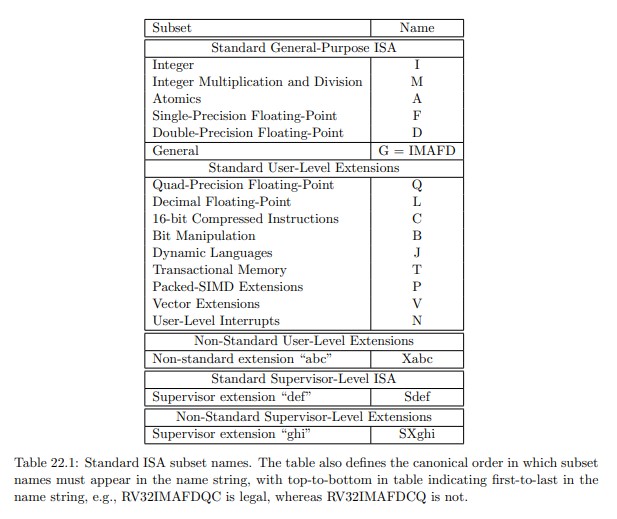 Subset Name
Standard General-Purpose ISA
Integer I
Integer Multiplication and Division M
Atomics A
Single-Precision Floating-Point F
Double-Precision Floating-Point D
General G = IMAFD
Standard User-Level Extensions
Quad-Precision Floating-Point Q
Decimal Floating-Point L
16-bit Compressed Instructions C
Bit Manipulation B
Dynamic Languages J
Transactional Memory T
Packed-SIMD Extensions P
Vector Extensions V
User-Level Interrupts N
Non-Standard User-Level Extensions
Non-standard extension “abc” Xabc
Standard Supervisor-Level ISA
Supervisor extension “def” Sdef
Non-Standard Supervisor-Level Extensions
Supervisor extension “ghi” SXghi
Table 22.1: Standard ISA subset names. The table also defines the canonical order in which subset
names must appear in the name string, with top-to-bottom in table indicating first-to-last in the
name string, e.g., RV32IMAFDQC is legal, whereas RV32IMAFDCQ is not.